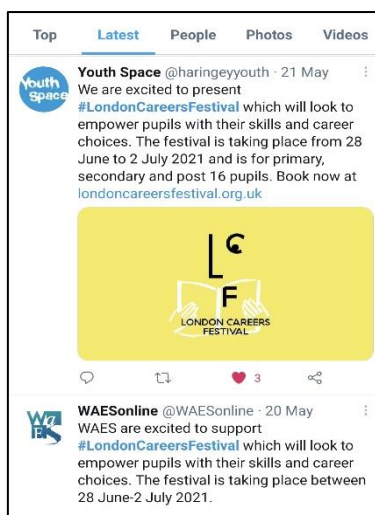 Top Latest People Photos Videos
Youth Space
Youth Space @haringeyyouth · 21 May
We are excited to present
#LondonCareersFestival which will look to
empower pupils with their skills and career
choices. The festival is taking place from 28
June to 2 July 2021 and is for primary,
secondary and post 16 pupils. Book now at
londoncareersfestival.org.uk
L C
F
LONDON CAREERS
FESTIVAL
3
WAES
WAESonline @WAESonline · 20 May
WAES are excited to support
#LondonCareersFestival which will look to
empower pupils with their skills and career
choices. The festival is taking place between
28 June-2 July 2021.